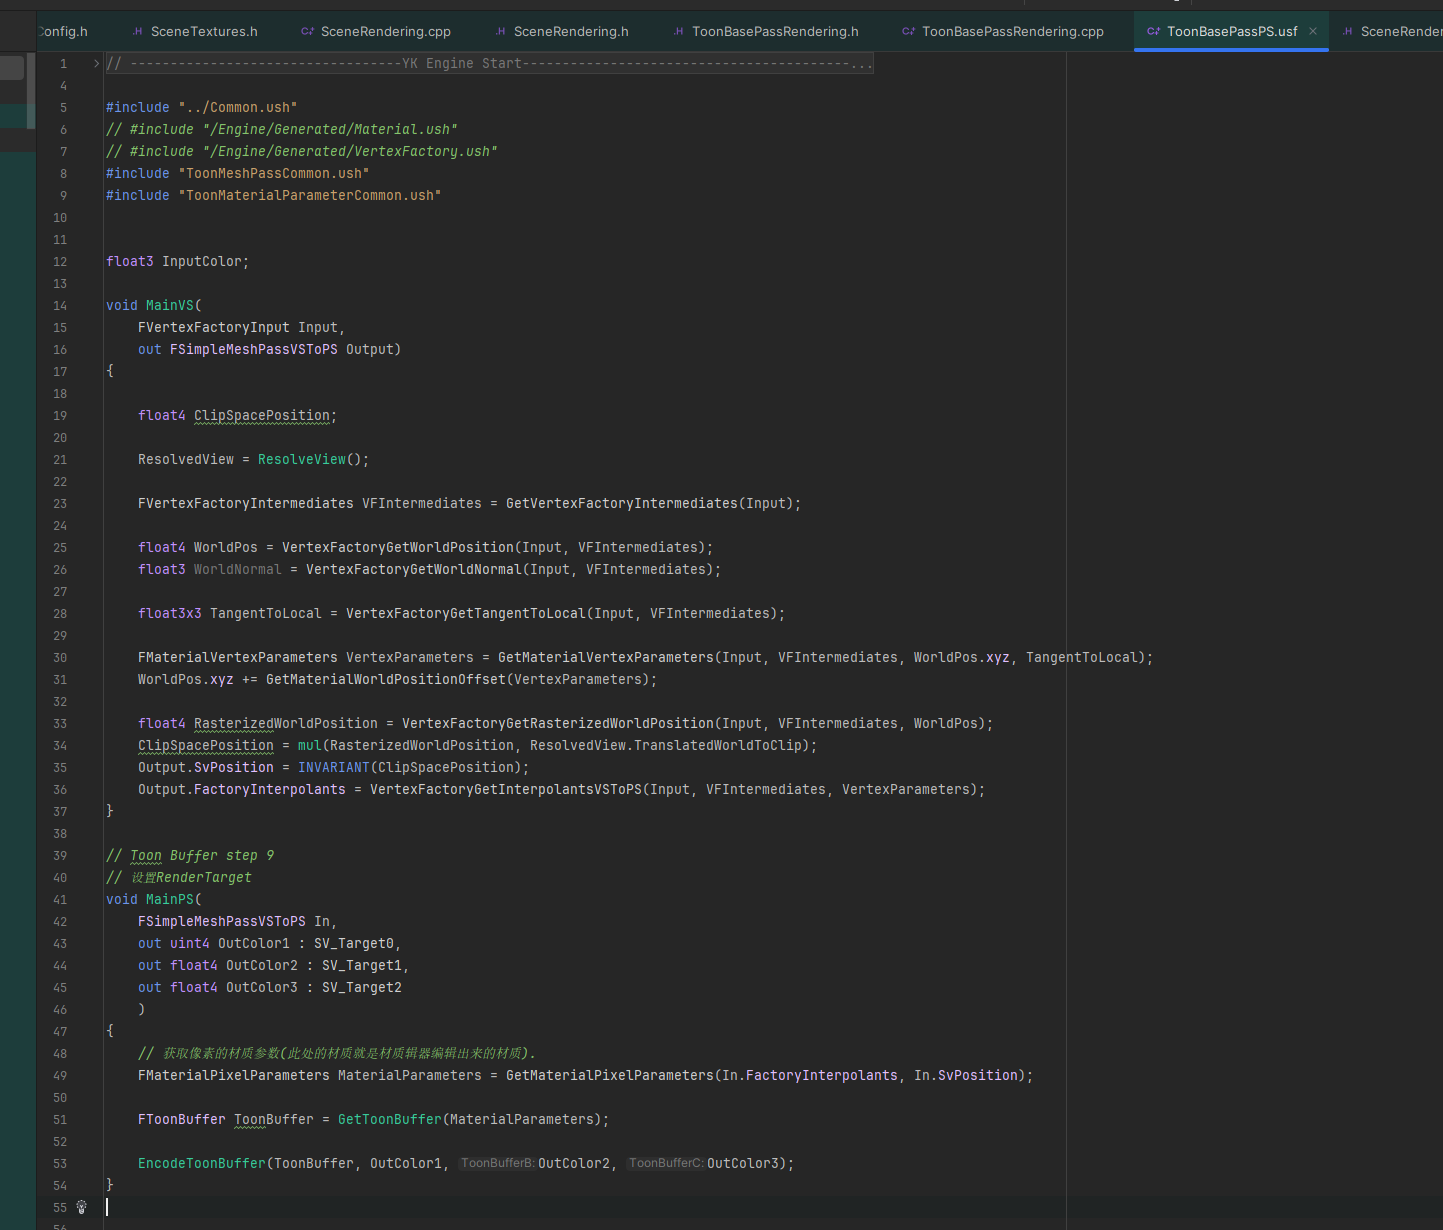 Config.h
SceneTextures.h
SceneRendering.cpp
SceneRendering.h
ToonBasePassRendering.h
ToonBasePassRendering.cpp
ToonBasePassPS.usf
SceneRender
1 // ----------------------------------YK Engine Start-----------------------------------------...
4
5 #include "../Common.ush"
6 // #include "/Engine/Generated/Material.ush"
7 // #include "/Engine/Generated/VertexFactory.ush"
8 #include "ToonMeshPassCommon.ush"
9 #include "ToonMaterialParameterCommon.ush"
10
11
12 float3 InputColor;
13
14 void MainVS(
15 FVertexFactoryInput Input,
16 out FSimpleMeshPassVSToPS Output)
17 {
18
19 float4 ClipSpacePosition;
20
21 ResolvedView = ResolveView();
22
23 FVertexFactoryIntermediates VFIntermediates = GetVertexFactoryIntermediates(Input);
24
25 float4 WorldPos = VertexFactoryGetWorldPosition(Input, VFIntermediates);
26 float3 WorldNormal = VertexFactoryGetWorldNormal(Input, VFIntermediates);
27
28 float3x3 TangentToLocal = VertexFactoryGetTangentToLocal(Input, VFIntermediates);
29
30 FMaterialVertexParameters VertexParameters = GetMaterialVertexParameters(Input, VFIntermediates, WorldPos.xyz, TangentToLocal);
31 WorldPos.xyz += GetMaterialWorldPositionOffset(VertexParameters);
32
33 float4 RasterizedWorldPosition = VertexFactoryGetRasterizedWorldPosition(Input, VFIntermediates, WorldPos);
34 ClipSpacePosition = mul(RasterizedWorldPosition, ResolvedView.TranslatedWorldToClip);
35 Output.SvPosition = INVARIANT(ClipSpacePosition);
36 Output.FactoryInterpolants = VertexFactoryGetInterpolantsVSToPS(Input, VFIntermediates, VertexParameters);
37 }
38
39 // Toon Buffer step 9
40 // 设置RenderTarget
41 void MainPS(
42 FSimpleMeshPassVSToPS In,
43 out uint4 OutColor1 : SV_Target0,
44 out float4 OutColor2 : SV_Target1,
45 out float4 OutColor3 : SV_Target2
46 )
47 {
48 // 获取像素的材质参数(此处的材质就是材质辑器编辑出来的材质).
49 FMaterialPixelParameters MaterialParameters = GetMaterialPixelParameters(In.FactoryInterpolants, In.SvPosition);
50
51 FToonBuffer ToonBuffer = GetToonBuffer(MaterialParameters);
52
53 EncodeToonBuffer(ToonBuffer, OutColor1, ToonBufferB: OutColor2, ToonBufferC: OutColor3);
54 }
55
56